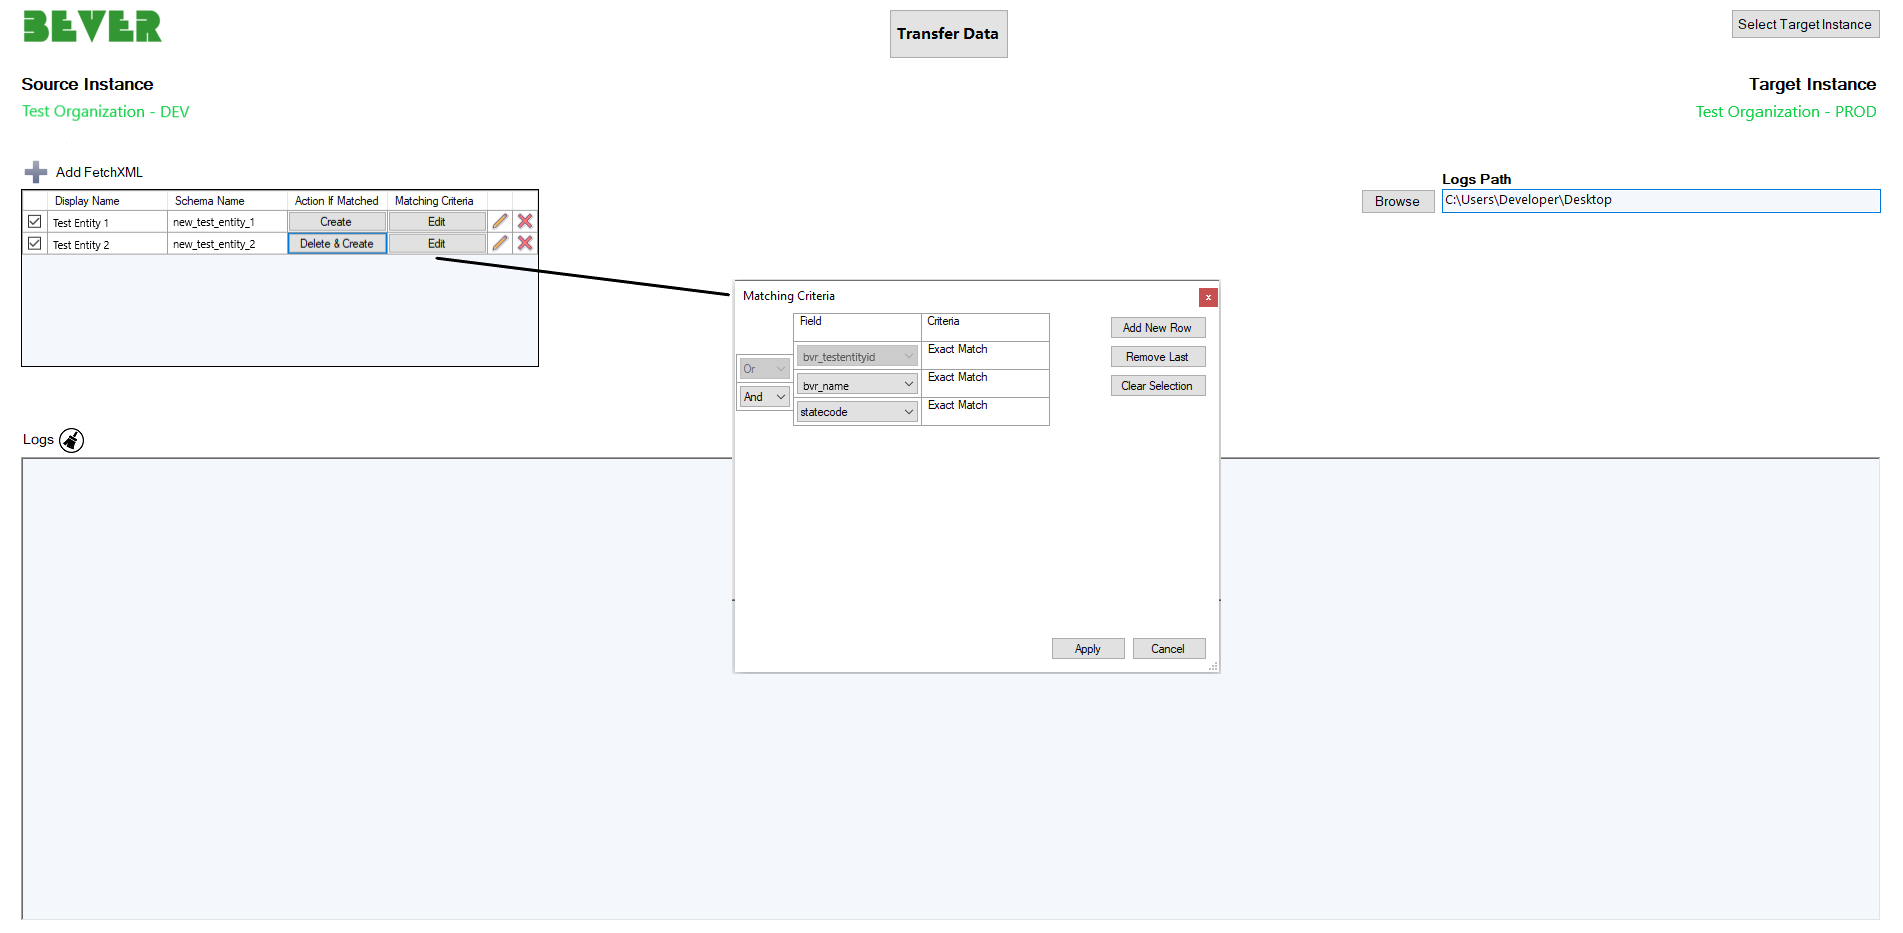 BEVER
Transfer Data
Select Target Instance
Source Instance
Target Instance
Test Organization - DEV
Test Organization - PROD
Add FetchXML
Logs Path
Browse
C:\Users\Developer\Desktop
Display Name Schema Name Action If Matched Matching Criteria
Test Entity 1 new_test_entity_1 Create Edit
Test Entity 2 new_test_entity_2 Delete & Create Edit
Matching Criteria
x
Field Criteria
Add New Row
bvr_testentityid Exact Match
Remove Last
Or
bvr_name Exact Match
Clear Selection
And
statecode Exact Match
Logs
Apply
Cancel